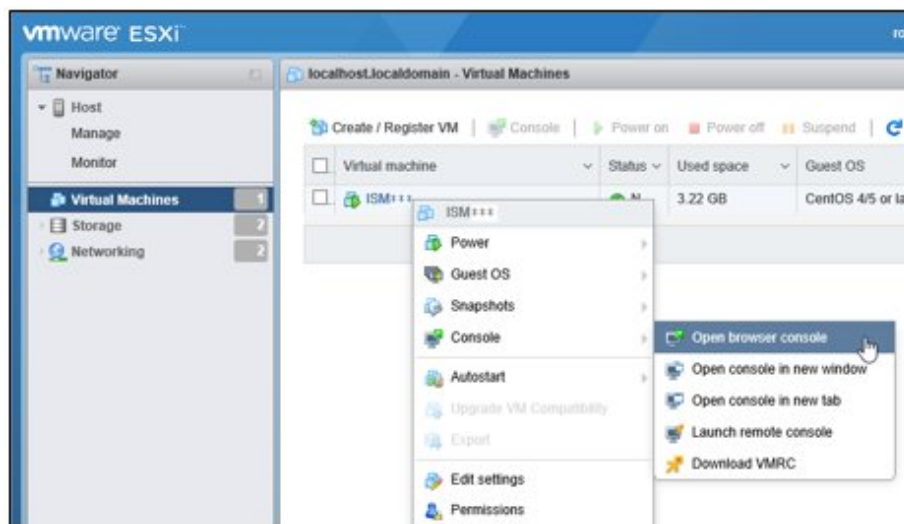 vmware ESXi
ro
Navigator
localhost.localdomain - Virtual Machines
Host
Manage
Monitor
Virtual Machines 1
Storage 2
Networking 2
Create / Register VM | Console | Power on Power off Suspend |
Virtual machine Status Used space Guest OS
ISM 3.22 GB CentOS 4/5 or la
ISM
Power
Guest OS
Snapshots
Console
Autostart
Upgrade VM Compatibility
Export
Edit settings
Permissions
Open browser console
Open console in new window
Open console in new tab
Launch remote console
Download VMRC